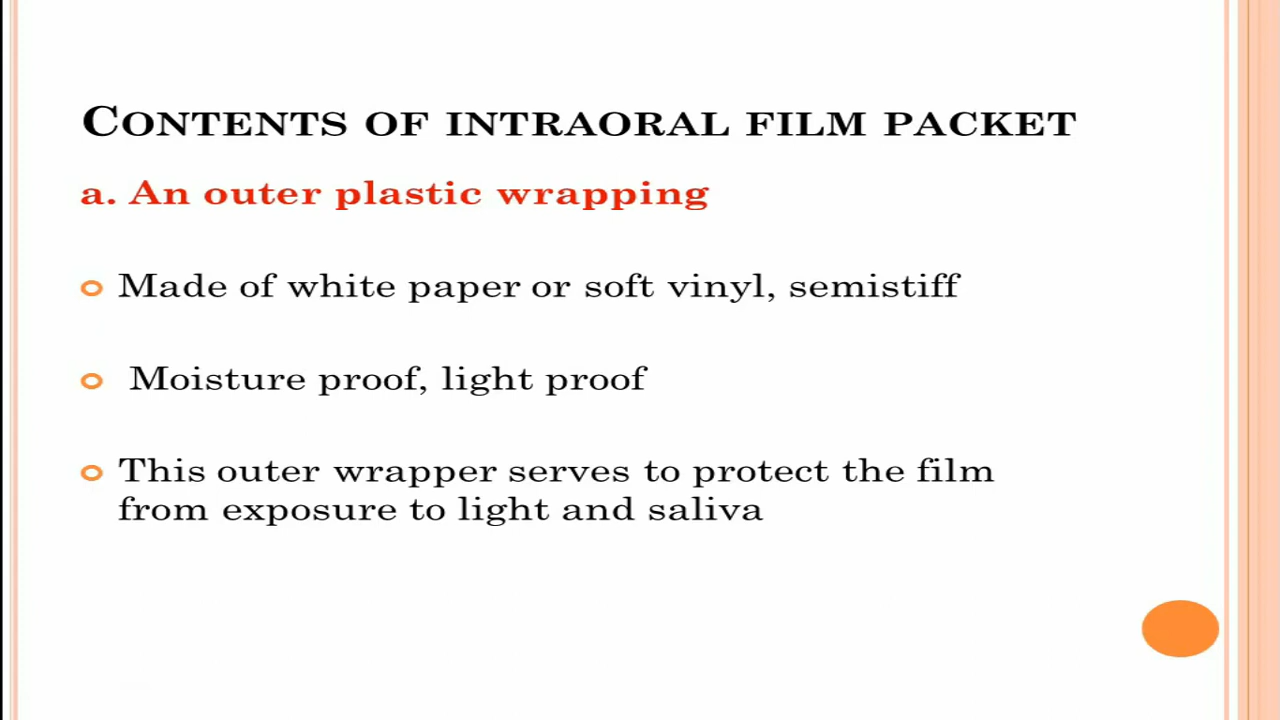 CONTENTS OF INTRAORAL FILM PACKET
a. An outer plastic wrapping
Made of white paper or soft vinyl, semistiff
Moisture proof, light proof
This outer wrapper serves to protect the film
from exposure to light and saliva